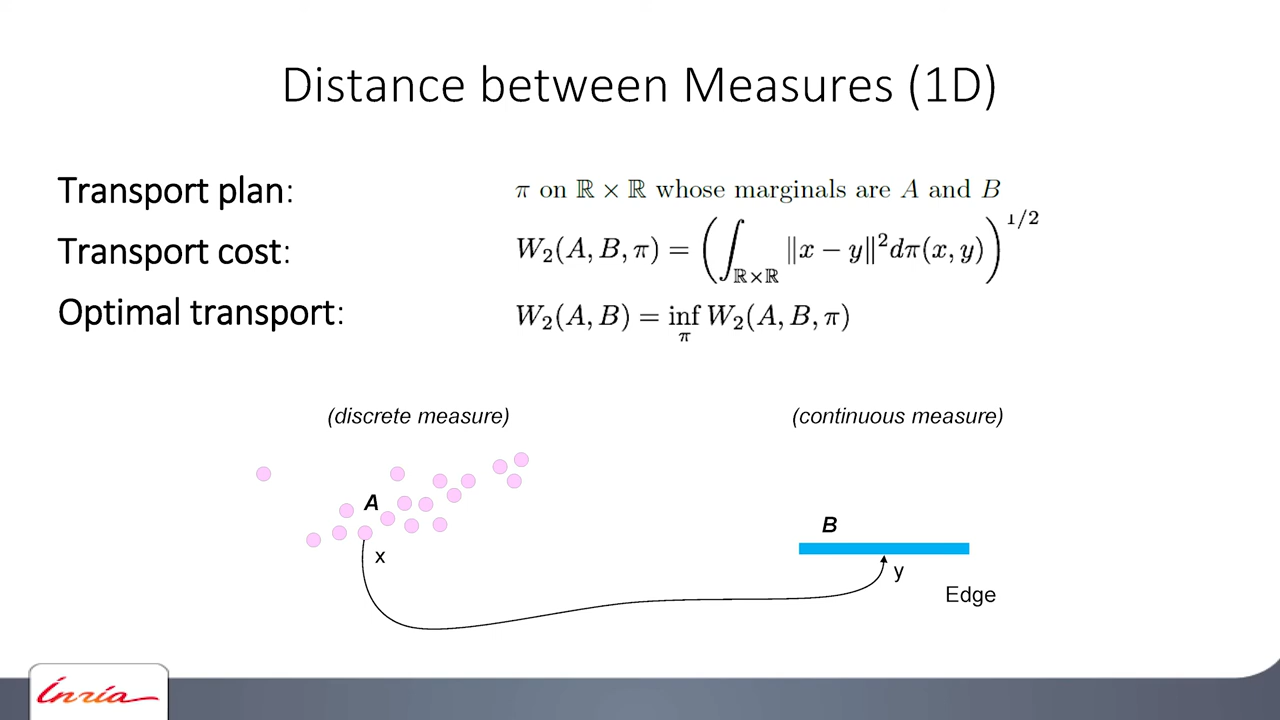 Distance between Measures (1D)
Transport plan: π on ℝ × ℝ whose marginals are A and B
Transport cost: W₂(A, B, π) = (∫_{ℝ×ℝ} ‖x − y‖² dπ(x, y))^{1/2}
Optimal transport: W₂(A, B) = inf_π W₂(A, B, π)
(discrete measure) (continuous measure)
A
B
x
y
Edge
Inria